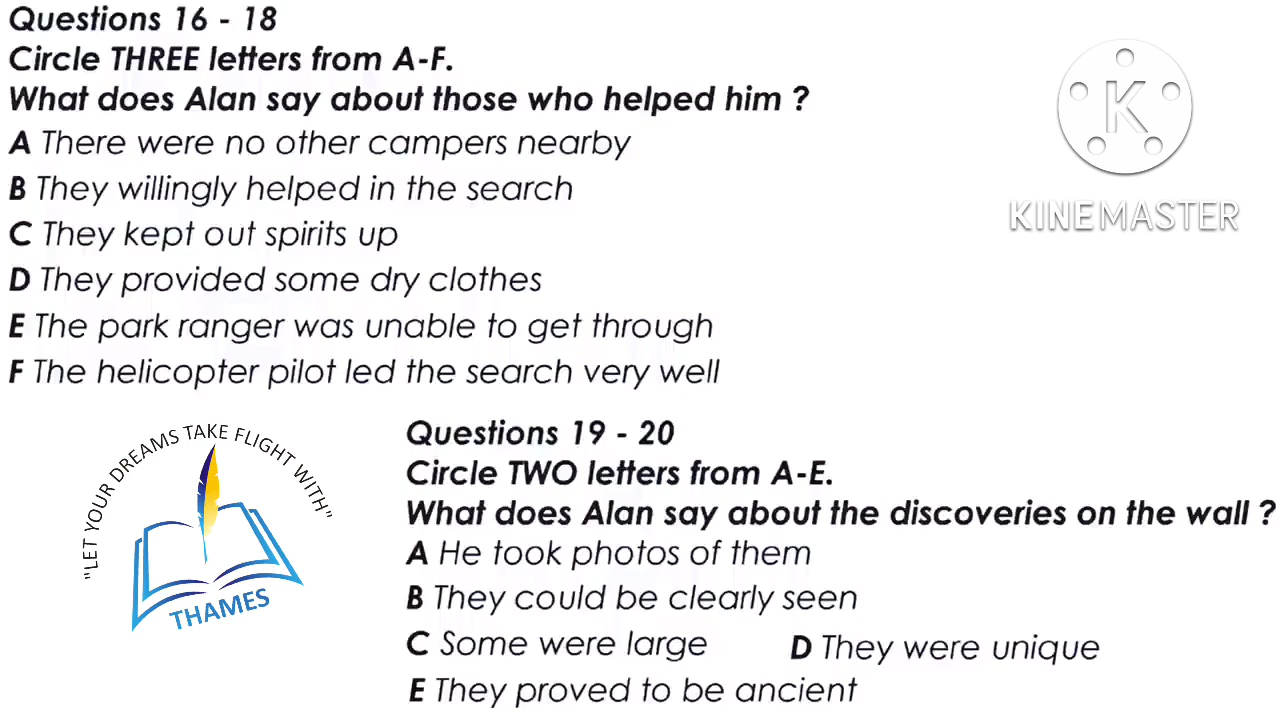 Questions 16 - 18
Circle THREE letters from A-F.
What does Alan say about those who helped him ?
A There were no other campers nearby
B They willingly helped in the search
C They kept out spirits up
D They provided some dry clothes
E The park ranger was unable to get through
F The helicopter pilot led the search very well
K
KINEMASTER
"LET YOUR DREAMS TAKE FLIGHT WITH"
THAMES
Questions 19 - 20
Circle TWO letters from A-E.
What does Alan say about the discoveries on the wall ?
A He took photos of them
B They could be clearly seen
C Some were large
D They were unique
E They proved to be ancient